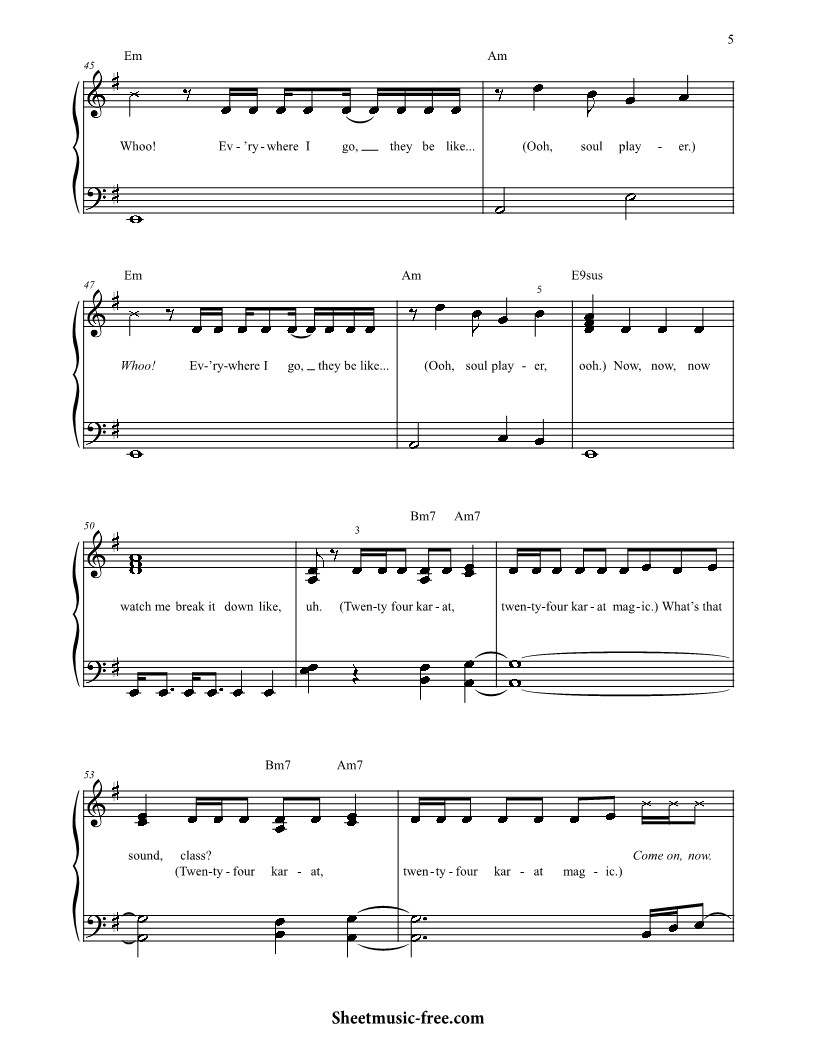 5
Em Am
45
Whoo! Ev - 'ry - where I go, __ they be like... (Ooh, soul play - er.)
Em Am E9sus
47 5
Whoo! Ev-'ry-where I go, _ they be like... (Ooh, soul play - er, ooh.) Now, now, now
Bm7 Am7
50 3
watch me break it down like, uh. (Twen-ty four kar - at, twen-ty-four kar - at mag-ic.) What's that
Bm7 Am7
53
sound, class? Come on, now.
(Twen-ty - four kar - at, twen-ty-four kar - at mag - ic.)
Sheetmusic-free.com